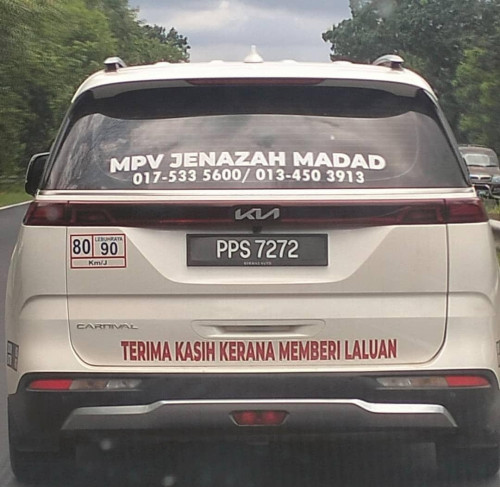 MPV JENAZAH MADAD
017-533 5600/ 013-450 3913
KIA
80 LEBUHRAYA 90
Km/J
PPS 7272
CARNIVAL
TERIMA KASIH KERANA MEMBERI LALUAN